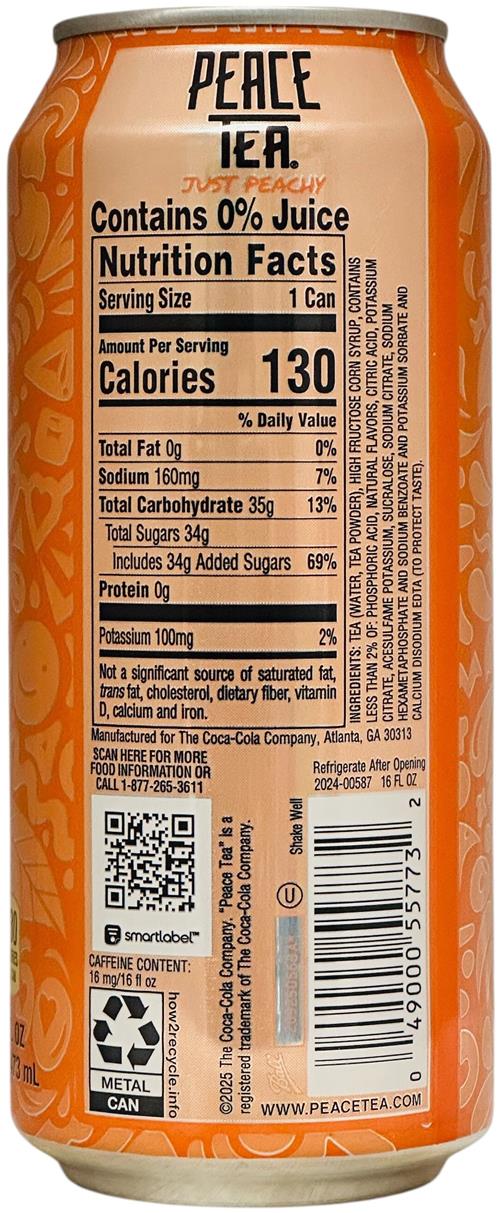 PEACE
TEA®
JUST PEACHY
Contains 0% Juice
Nutrition Facts
Serving Size 1 Can
Amount Per Serving
Calories 130
% Daily Value
Total Fat 0g 0%
Sodium 160mg 7%
Total Carbohydrate 35g 13%
Total Sugars 34g
Includes 34g Added Sugars 69%
Protein 0g
Potassium 100mg 2%
Not a significant source of saturated fat,
trans fat, cholesterol, dietary fiber, vitamin
D, calcium and iron.
INGREDIENTS: TEA (WATER, TEA POWDER), HIGH FRUCTOSE CORN SYRUP, CONTAINS
LESS THAN 2% OF: PHOSPHORIC ACID, NATURAL FLAVORS, CITRIC ACID, POTASSIUM
CITRATE, ACESULFAME POTASSIUM, SUCRALOSE, SODIUM CITRATE, SODIUM
HEXAMETAPHOSPHATE AND SODIUM BENZOATE AND POTASSIUM SORBATE AND
CALCIUM DISODIUM EDTA (TO PROTECT TASTE).
Manufactured for The Coca-Cola Company, Atlanta, GA 30313
SCAN HERE FOR MORE
FOOD INFORMATION OR
CALL 1-877-265-3611
Refrigerate After Opening
2024-00587 16 FL OZ
smartlabel™
CAFFEINE CONTENT:
16 mg/16 fl oz
METAL
CAN
how2recycle.info
©2025 The Coca-Cola Company. "Peace Tea" is a
registered trademark of The Coca-Cola Company.
Shake Well
U
Ball
0 49000 55773 2
WWW.PEACETEA.COM
OZ
mL